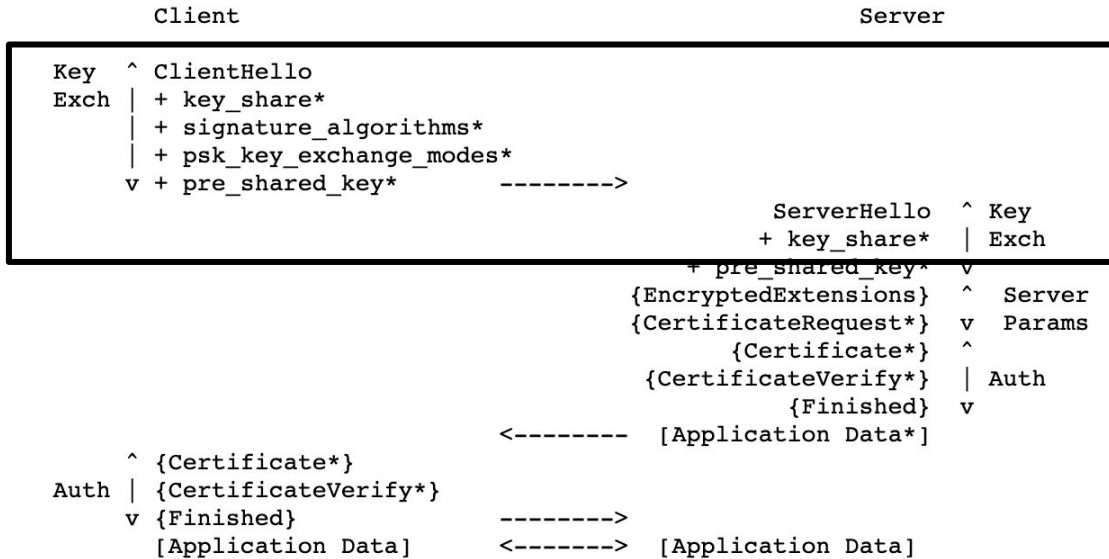 Client Server
Key ^ ClientHello
Exch | + key_share*
| + signature_algorithms*
| + psk_key_exchange_modes*
v + pre_shared_key* -------->
ServerHello ^ Key
+ key_share* | Exch
+ pre_shared_key* v
{EncryptedExtensions} ^ Server
{CertificateRequest*} v Params
{Certificate*} ^
{CertificateVerify*} | Auth
{Finished} v
<-------- [Application Data*]
^ {Certificate*}
Auth | {CertificateVerify*}
v {Finished} -------->
[Application Data] <-------> [Application Data]